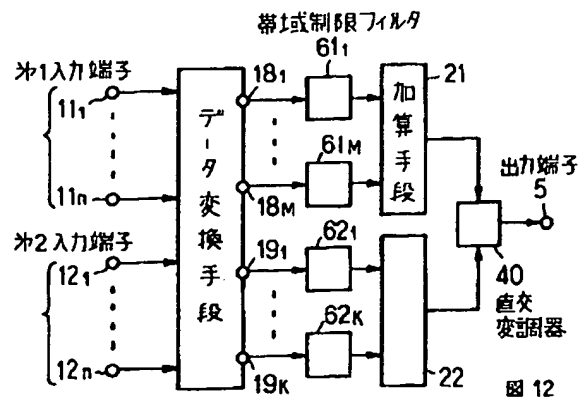 帯域制限フィルタ
第1入力端子
11₁
11n
第2入力端子
12₁
12n
データ変換手段
18₁
18M
19₁
19K
61₁
61M
62₁
62K
21
加算手段
22
出力端子
5
40
直交
変調器
図12